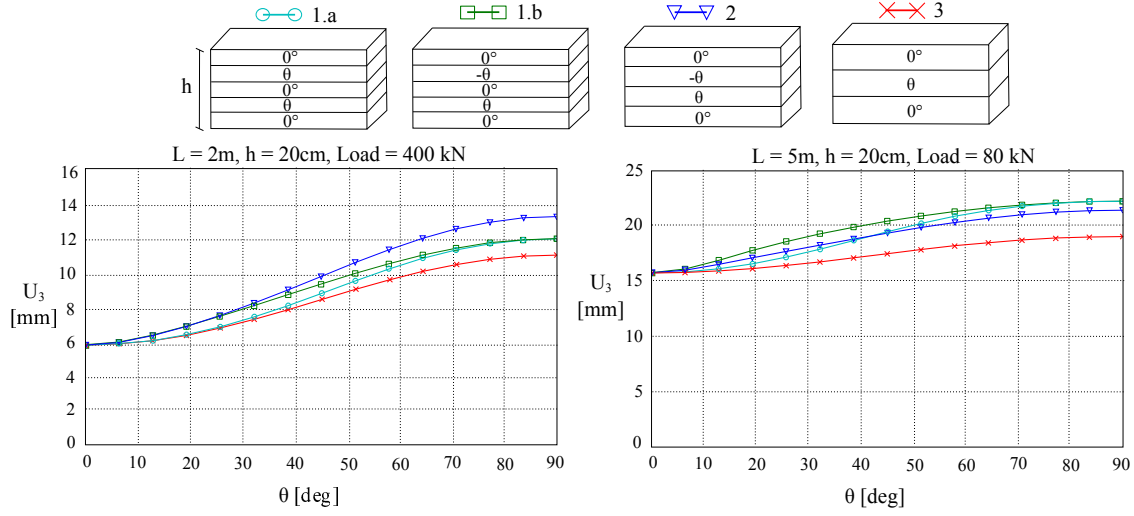 1.a 1.b 2 3
h
0° 0° 0° 0°
θ -θ -θ θ
0° 0° θ 0°
θ θ 0°
0° 0°
L = 2m, h = 20cm, Load = 400 kN
16
14
12
10
8
6
4
2
0
U₃
[mm]
0 10 20 30 40 50 60 70 80 90
θ [deg]
L = 5m, h = 20cm, Load = 80 kN
25
20
15
10
5
0
U₃
[mm]
0 10 20 30 40 50 60 70 80 90
θ [deg]